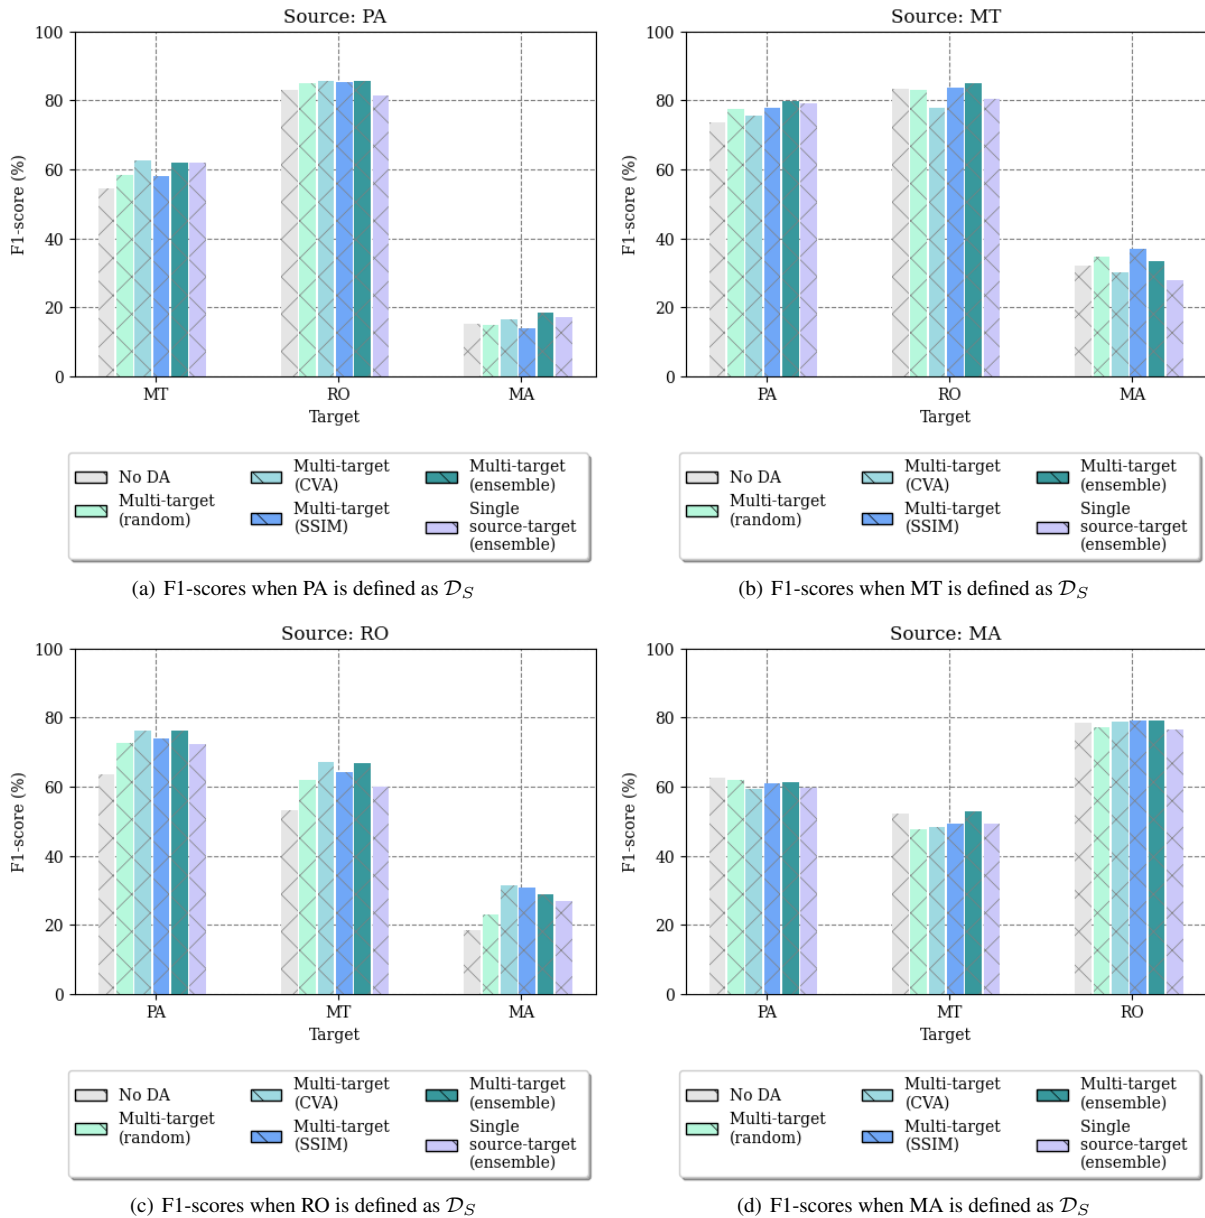 Source: PA
100
80
60
40
20
0
F1-score (%)
MT RO MA
Target
No DA
Multi-target
(random)
Multi-target
(CVA)
Multi-target
(SSIM)
Multi-target
(ensemble)
Single
source-target
(ensemble)
(a) F1-scores when PA is defined as 𝒟S
Source: MT
100
80
60
40
20
0
F1-score (%)
PA RO MA
Target
No DA
Multi-target
(random)
Multi-target
(CVA)
Multi-target
(SSIM)
Multi-target
(ensemble)
Single
source-target
(ensemble)
(b) F1-scores when MT is defined as 𝒟S
Source: RO
100
80
60
40
20
0
F1-score (%)
PA MT MA
Target
No DA
Multi-target
(random)
Multi-target
(CVA)
Multi-target
(SSIM)
Multi-target
(ensemble)
Single
source-target
(ensemble)
(c) F1-scores when RO is defined as 𝒟S
Source: MA
100
80
60
40
20
0
F1-score (%)
PA MT RO
Target
No DA
Multi-target
(random)
Multi-target
(CVA)
Multi-target
(SSIM)
Multi-target
(ensemble)
Single
source-target
(ensemble)
(d) F1-scores when MA is defined as 𝒟S